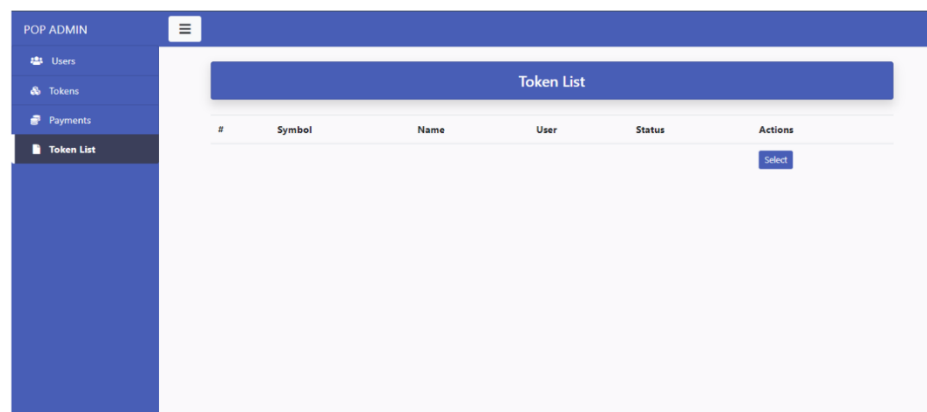 POP ADMIN
Users
Tokens
Payments
Token List
Token List
# Symbol Name User Status Actions
Select